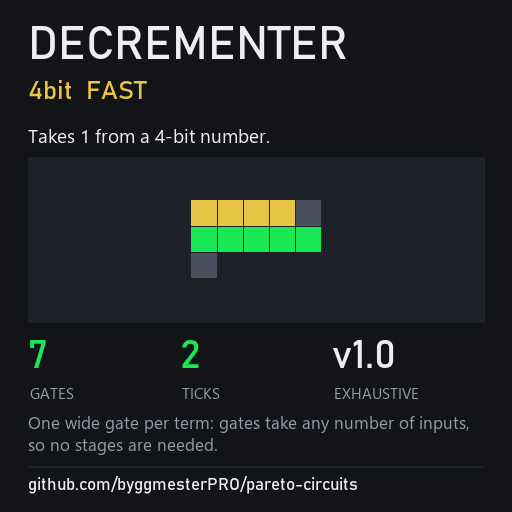 DECREMENTER
4bit FAST
Takes 1 from a 4-bit number.
7 2 v1.0
GATES TICKS EXHAUSTIVE
One wide gate per term: gates take any number of inputs,
so no stages are needed.
github.com/byggmesterPRO/pareto-circuits